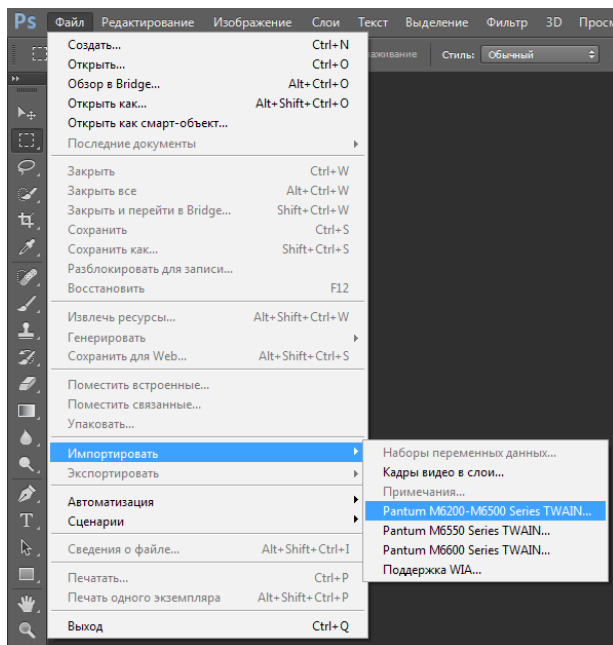 Ps Файл Редактирование Изображение Слои Текст Выделение Фильтр 3D Просм
Стиль: Обычный
Создать... Ctrl+N
Открыть... Ctrl+O
Обзор в Bridge... Alt+Ctrl+O
Открыть как... Alt+Shift+Ctrl+O
Открыть как смарт-объект...
Последние документы
Закрыть Ctrl+W
Закрыть все Alt+Ctrl+W
Закрыть и перейти в Bridge... Shift+Ctrl+W
Сохранить Ctrl+S
Сохранить как... Shift+Ctrl+S
Разблокировать для записи...
Восстановить F12
Извлечь ресурсы... Alt+Shift+Ctrl+W
Генерировать
Сохранить для Web... Alt+Shift+Ctrl+S
Поместить встроенные...
Поместить связанные...
Упаковать...
Импортировать
Экспортировать
Автоматизация
Сценарии
Сведения о файле... Alt+Shift+Ctrl+I
Печатать... Ctrl+P
Печать одного экземпляра Alt+Shift+Ctrl+P
Выход Ctrl+Q
Наборы переменных данных...
Кадры видео в слои...
Примечания...
Pantum M6200-M6500 Series TWAIN...
Pantum M6550 Series TWAIN...
Pantum M6600 Series TWAIN...
Поддержка WIA...